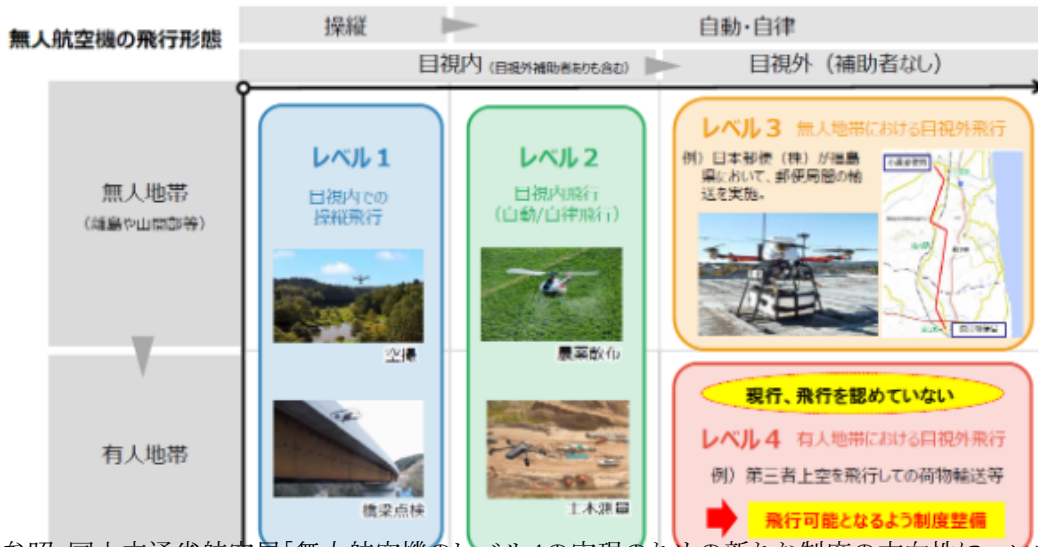 無人航空機の飛行形態
操縦
自動・自律
目視内（目視外補助者ありも含む）
目視外（補助者なし）
無人地帯
（離島や山間部等）
有人地帯
レベル1
目視内での
操縦飛行
空撮
橋梁点検
レベル2
目視内飛行
（自動/自律飛行）
農薬散布
土木測量
レベル3 無人地帯における目視外飛行
例）日本郵便（株）が福島
県において、郵便局間の輸
送を実施。
現行、飛行を認めていない
レベル4 有人地帯における目視外飛行
例）第三者上空を飛行しての荷物輸送等
飛行可能となるよう制度整備